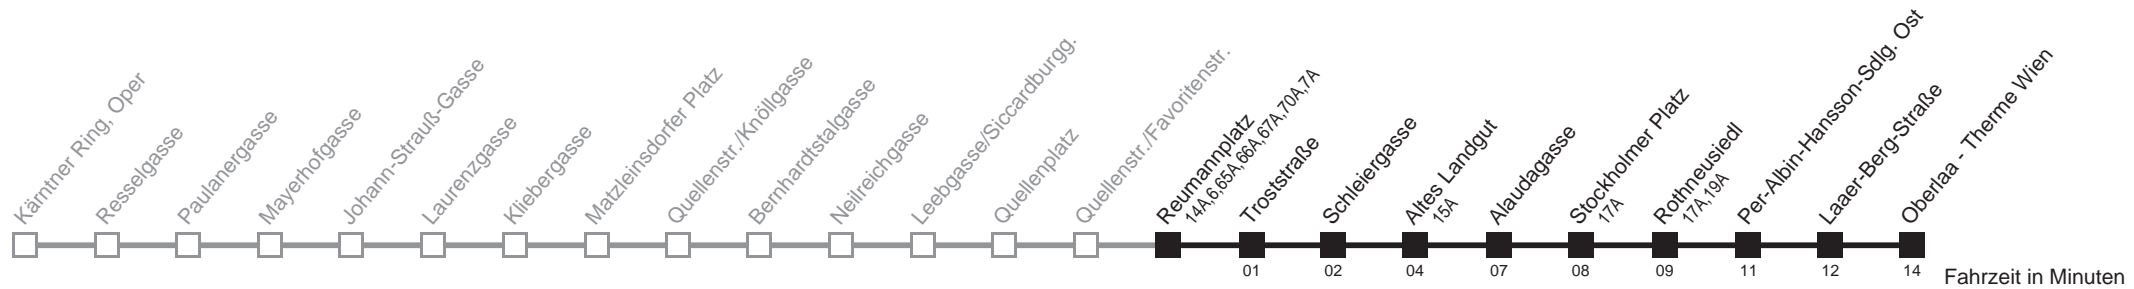 Kärntner Ring, Oper
Resselgasse
Paulanergasse
Mayerhofgasse
Johann-Strauß-Gasse
Laurenzgasse
Kliebergasse
Matzleinsdorfer Platz
Quellenstr./Knöllgasse
Bernhardtstalgasse
Neilreichgasse
Leebgasse/Siccardburgg.
Quellenplatz
Quellenstr./Favoritenstr.
Reumannplatz
14A,6,65A,66A,67A,70A,7A
Troststraße
Schleiergasse
Altes Landgut
15A
Alaudagasse
Stockholmer Platz
17A
Rothneusiedl
17A,19A
Per-Albin-Hansson-Sdlg. Ost
Laaer-Berg-Straße
Oberlaa - Therme Wien
01 02 04 07 08 09 11 12 14
Fahrzeit in Minuten